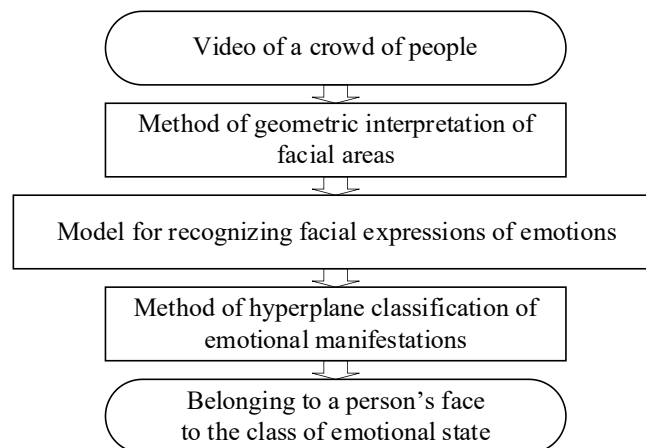 Video of a crowd of people
Method of geometric interpretation of
facial areas
Model for recognizing facial expressions of emotions
Method of hyperplane classification of
emotional manifestations
Belonging to a person’s face
to the class of emotional state